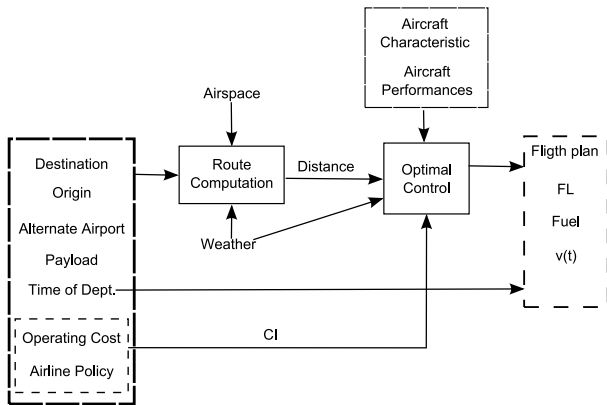 Aircraft
Characteristic
Aircraft
Performances
Airspace
Destination
Origin
Alternate Airport
Payload
Time of Dept.
Operating Cost
Airline Policy
Route
Computation
Distance
Weather
CI
Optimal
Control
Fligth plan
FL
Fuel
v(t)